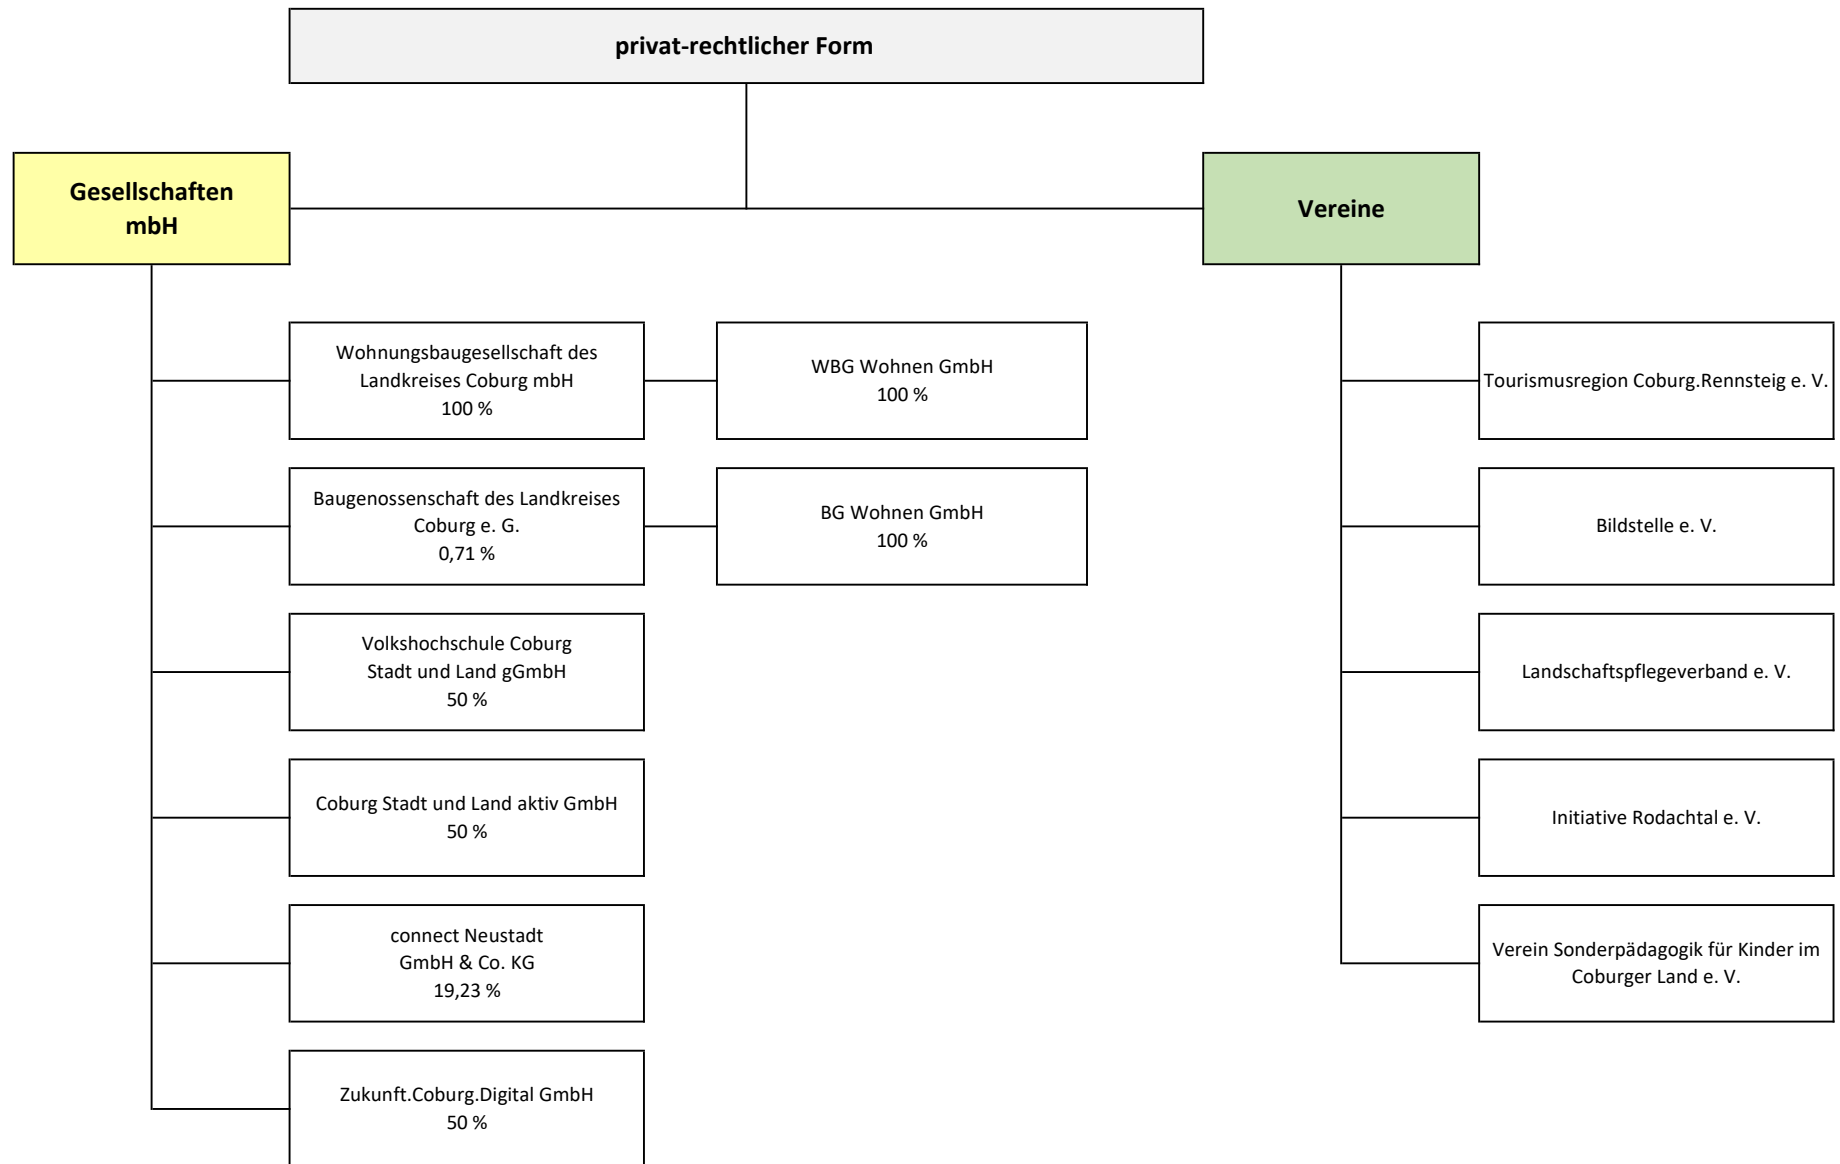 privat-rechtlicher Form
Gesellschaften
mbH
Vereine
Wohnungsbaugesellschaft des
Landkreises Coburg mbH
100 %
WBG Wohnen GmbH
100 %
Tourismusregion Coburg.Rennsteig e. V.
Baugenossenschaft des Landkreises
Coburg e. G.
0,71 %
BG Wohnen GmbH
100 %
Bildstelle e. V.
Volkshochschule Coburg
Stadt und Land gGmbH
50 %
Landschaftspflegeverband e. V.
Coburg Stadt und Land aktiv GmbH
50 %
Initiative Rodachtal e. V.
connect Neustadt
GmbH & Co. KG
19,23 %
Verein Sonderpädagogik für Kinder im
Coburger Land e. V.
Zukunft.Coburg.Digital GmbH
50 %